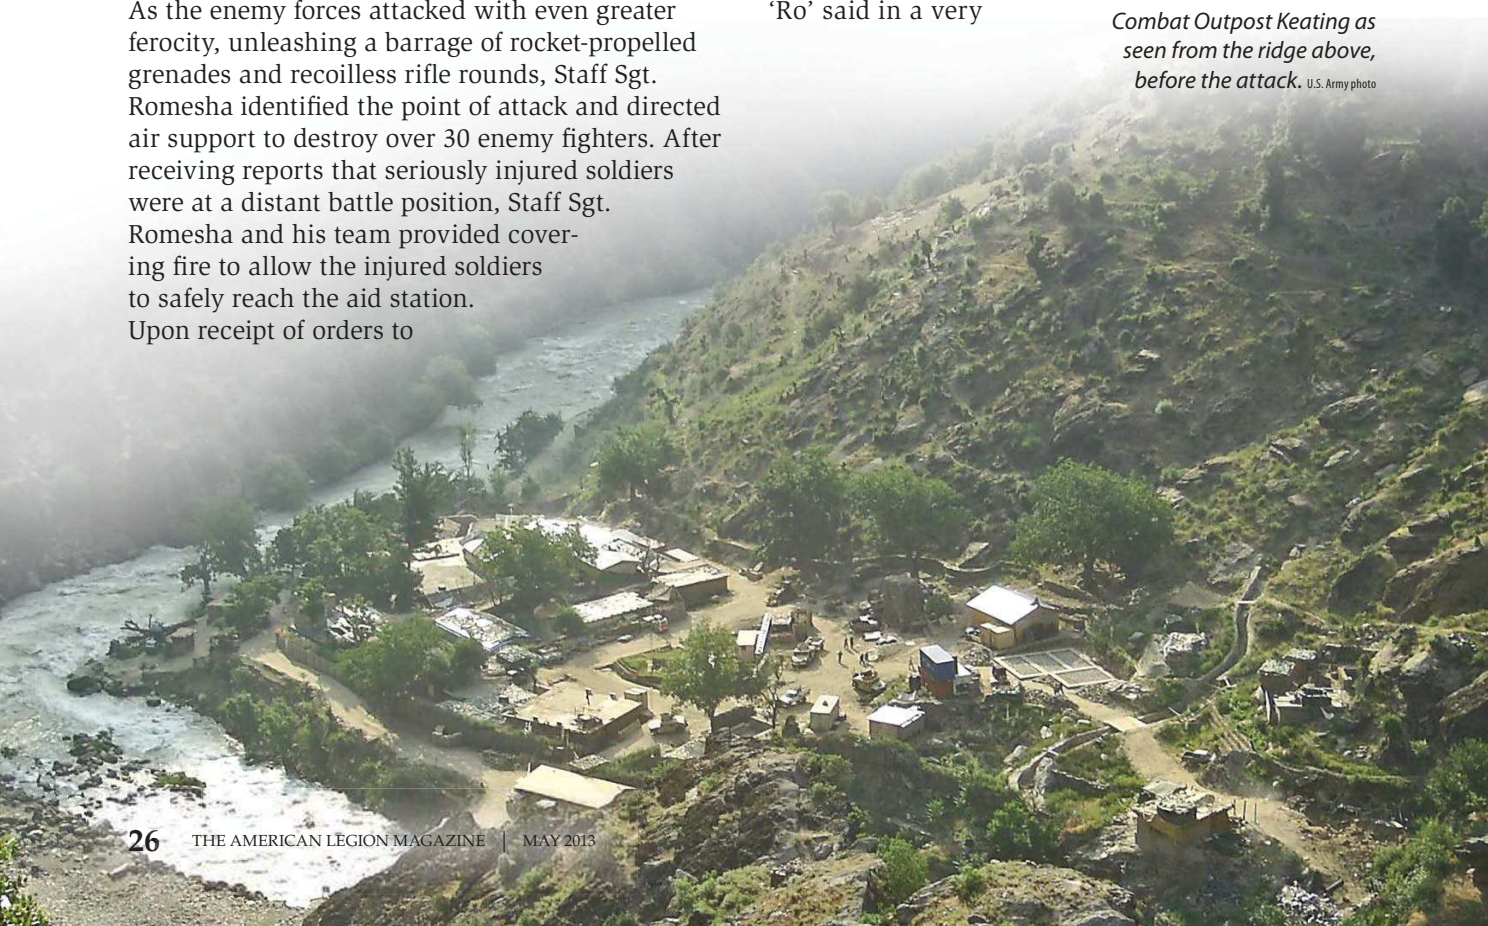 As the enemy forces attacked with even greater
ferocity, unleashing a barrage of rocket-propelled
grenades and recoilless rifle rounds, Staff Sgt.
Romesha identified the point of attack and directed
air support to destroy over 30 enemy fighters. After
receiving reports that seriously injured soldiers
were at a distant battle position, Staff Sgt.
Romesha and his team provided cover-
ing fire to allow the injured soldiers
to safely reach the aid station.
Upon receipt of orders to
‘Ro’ said in a very
Combat Outpost Keating as
seen from the ridge above,
before the attack. U.S. Army photo
26 THE AMERICAN LEGION MAGAZINE | MAY 2013